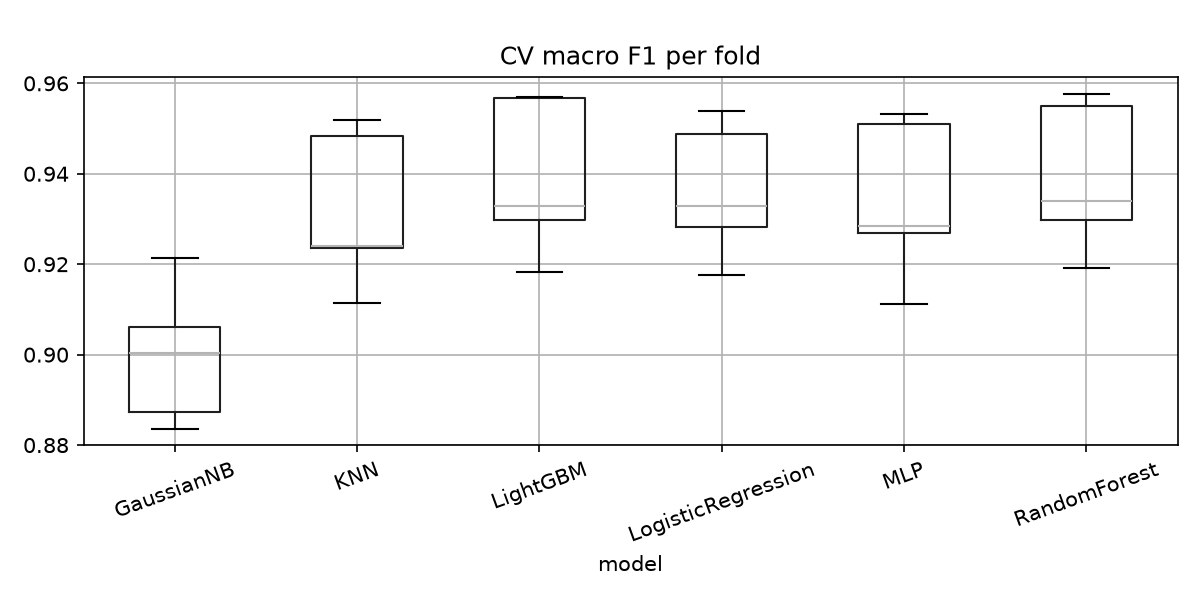 CV macro F1 per fold
0.96
0.94
0.92
0.90
0.88
GaussianNB
KNN
LightGBM
LogisticRegression
MLP
RandomForest
model